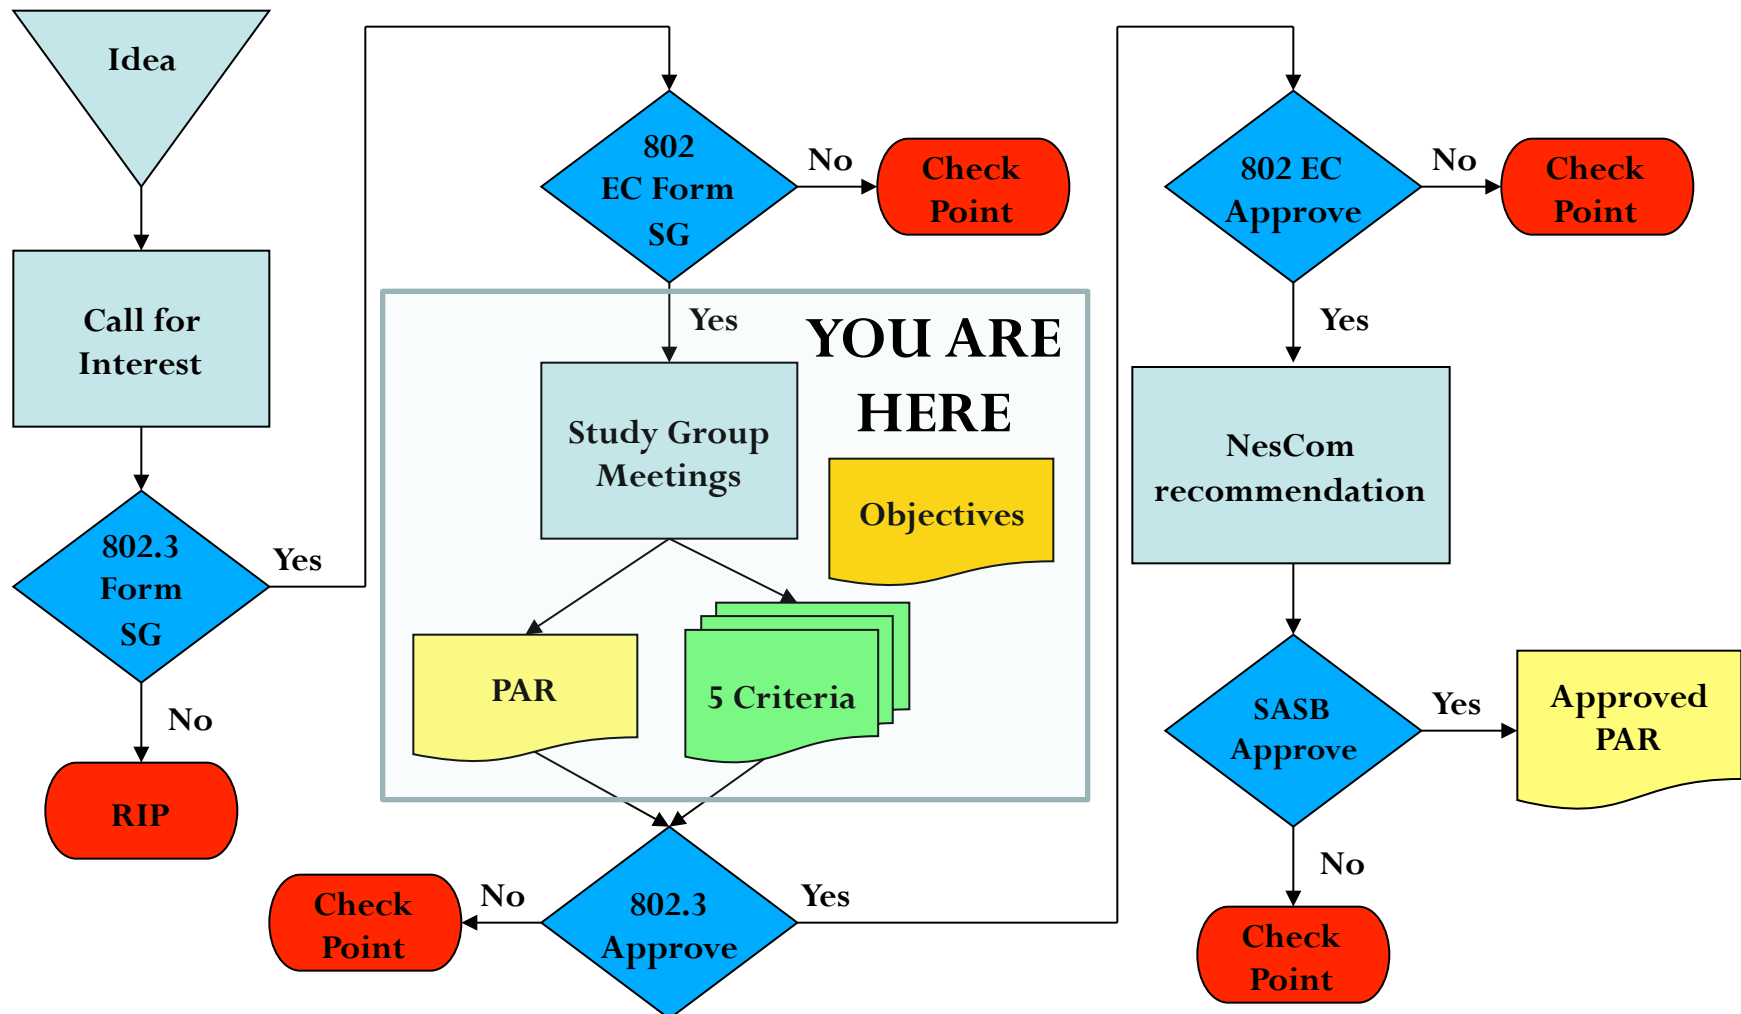 Idea
Call for
Interest
802.3
Form
SG
Yes
No
RIP
802
EC Form
SG
No
Check
Point
Yes
YOU ARE
HERE
Study Group
Meetings
Objectives
PAR
5 Criteria
802.3
Approve
No
Check
Point
Yes
802 EC
Approve
No
Check
Point
Yes
NesCom
recommendation
SASB
Approve
Yes
Approved
PAR
No
Check
Point